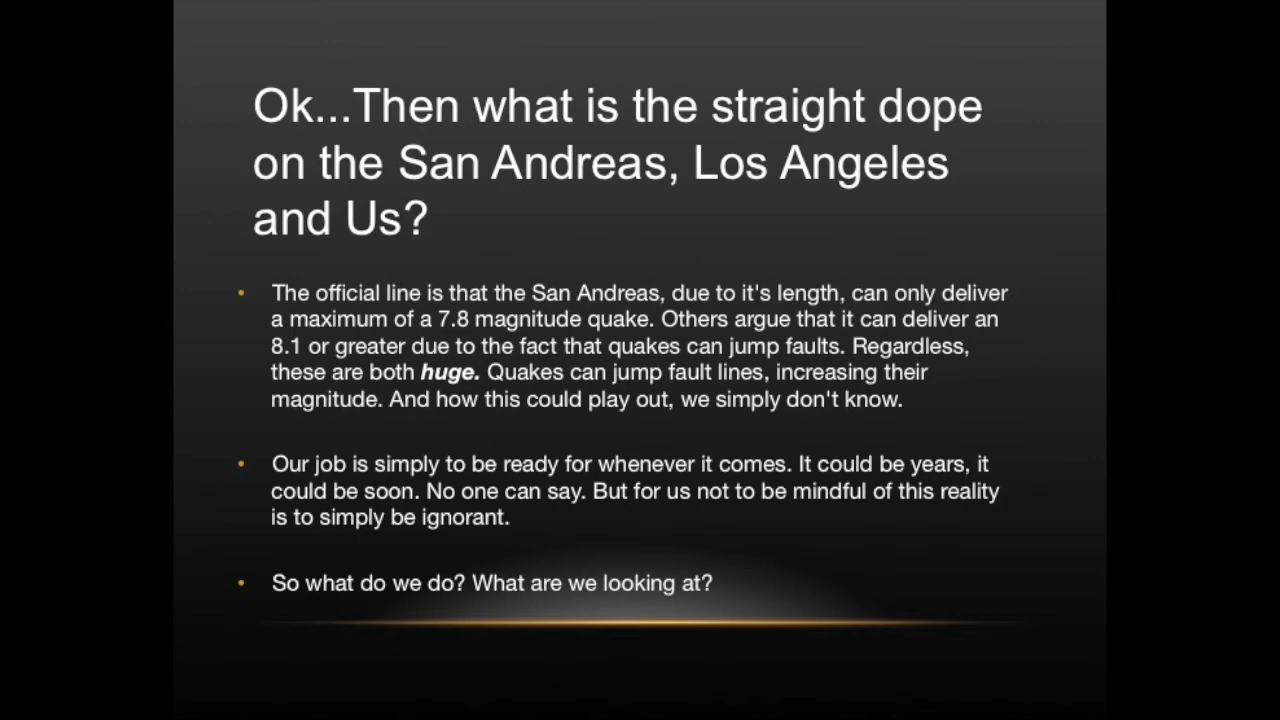 Ok...Then what is the straight dope
on the San Andreas, Los Angeles
and Us?
• The official line is that the San Andreas, due to it's length, can only deliver
a maximum of a 7.8 magnitude quake. Others argue that it can deliver an
8.1 or greater due to the fact that quakes can jump faults. Regardless,
these are both huge. Quakes can jump fault lines, increasing their
magnitude. And how this could play out, we simply don't know.
• Our job is simply to be ready for whenever it comes. It could be years, it
could be soon. No one can say. But for us not to be mindful of this reality
is to simply be ignorant.
• So what do we do? What are we looking at?